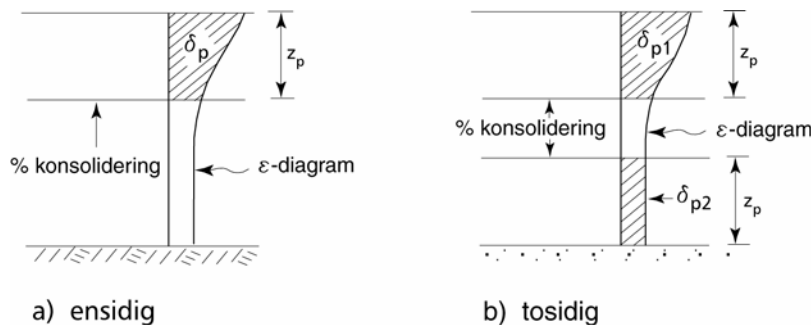 δp
zp
% konsolidering
ε-diagram
a) ensidig
δp1
zp
% konsolidering
ε-diagram
δp2
zp
b) tosidig